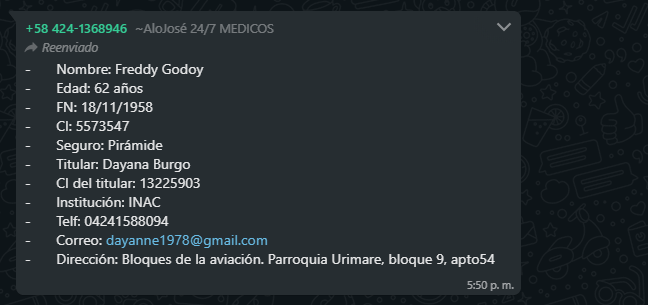 +58 424-1368946 ~AloJosé 24/7 MEDICOS
Reenviado
- Nombre: Freddy Godoy
- Edad: 62 años
- FN: 18/11/1958
- CI: 5573547
- Seguro: Pirámide
- Titular: Dayana Burgo
- CI del titular: 13225903
- Institución: INAC
- Telf: 04241588094
- Correo: dayanne1978@gmail.com
- Dirección: Bloques de la aviación. Parroquia Urimare, bloque 9, apto54
5:50 p. m.